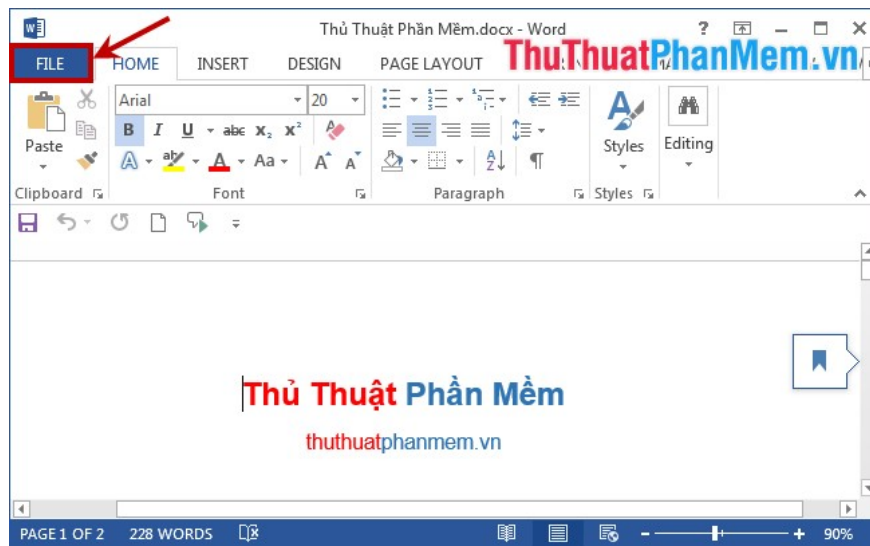 Thủ Thuật Phần Mềm.docx - Word
ThuThuatPhanMem.vn
FILE HOME INSERT DESIGN PAGE LAYOUT
Arial 20
B I U abc x₂ x²
Paste
A ab A Aa A A
Styles Editing
Clipboard Font Paragraph Styles
Thủ Thuật Phần Mềm
thuthuatphanmem.vn
PAGE 1 OF 2 228 WORDS 90%